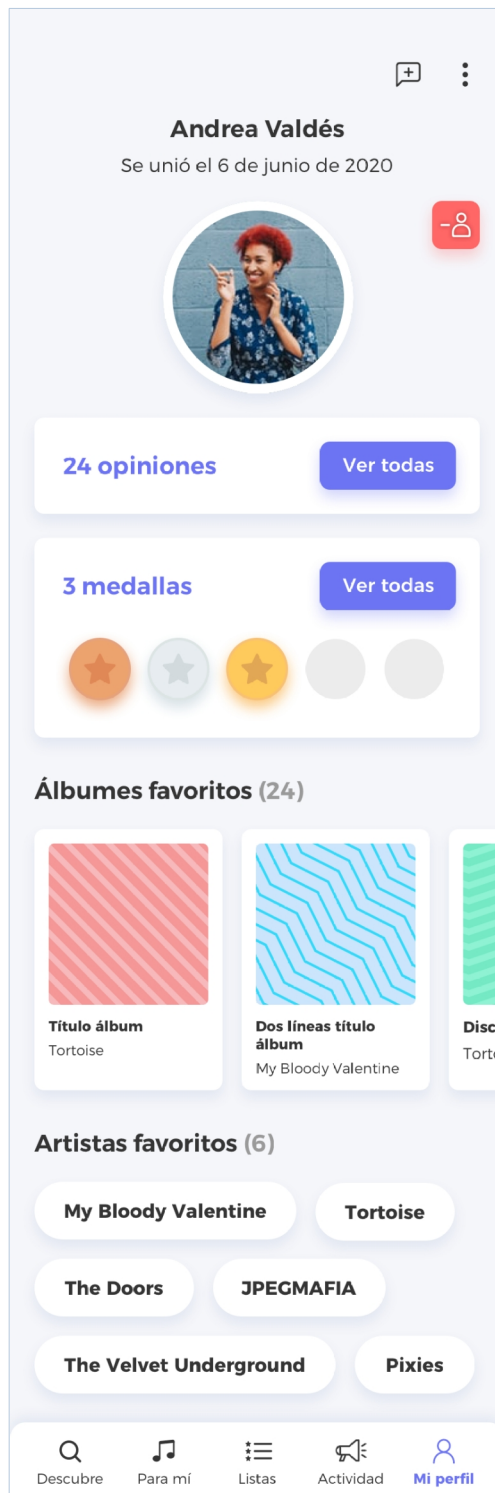 Andrea Valdés
Se unió el 6 de junio de 2020
24 opiniones
Ver todas
3 medallas
Ver todas
Álbumes favoritos (24)
Título álbum
Tortoise
Dos líneas título
álbum
My Bloody Valentine
Disc
Torto
Artistas favoritos (6)
My Bloody Valentine
Tortoise
The Doors
JPEGMAFIA
The Velvet Underground
Pixies
Descubre
Para mí
Listas
Actividad
Mi perfil